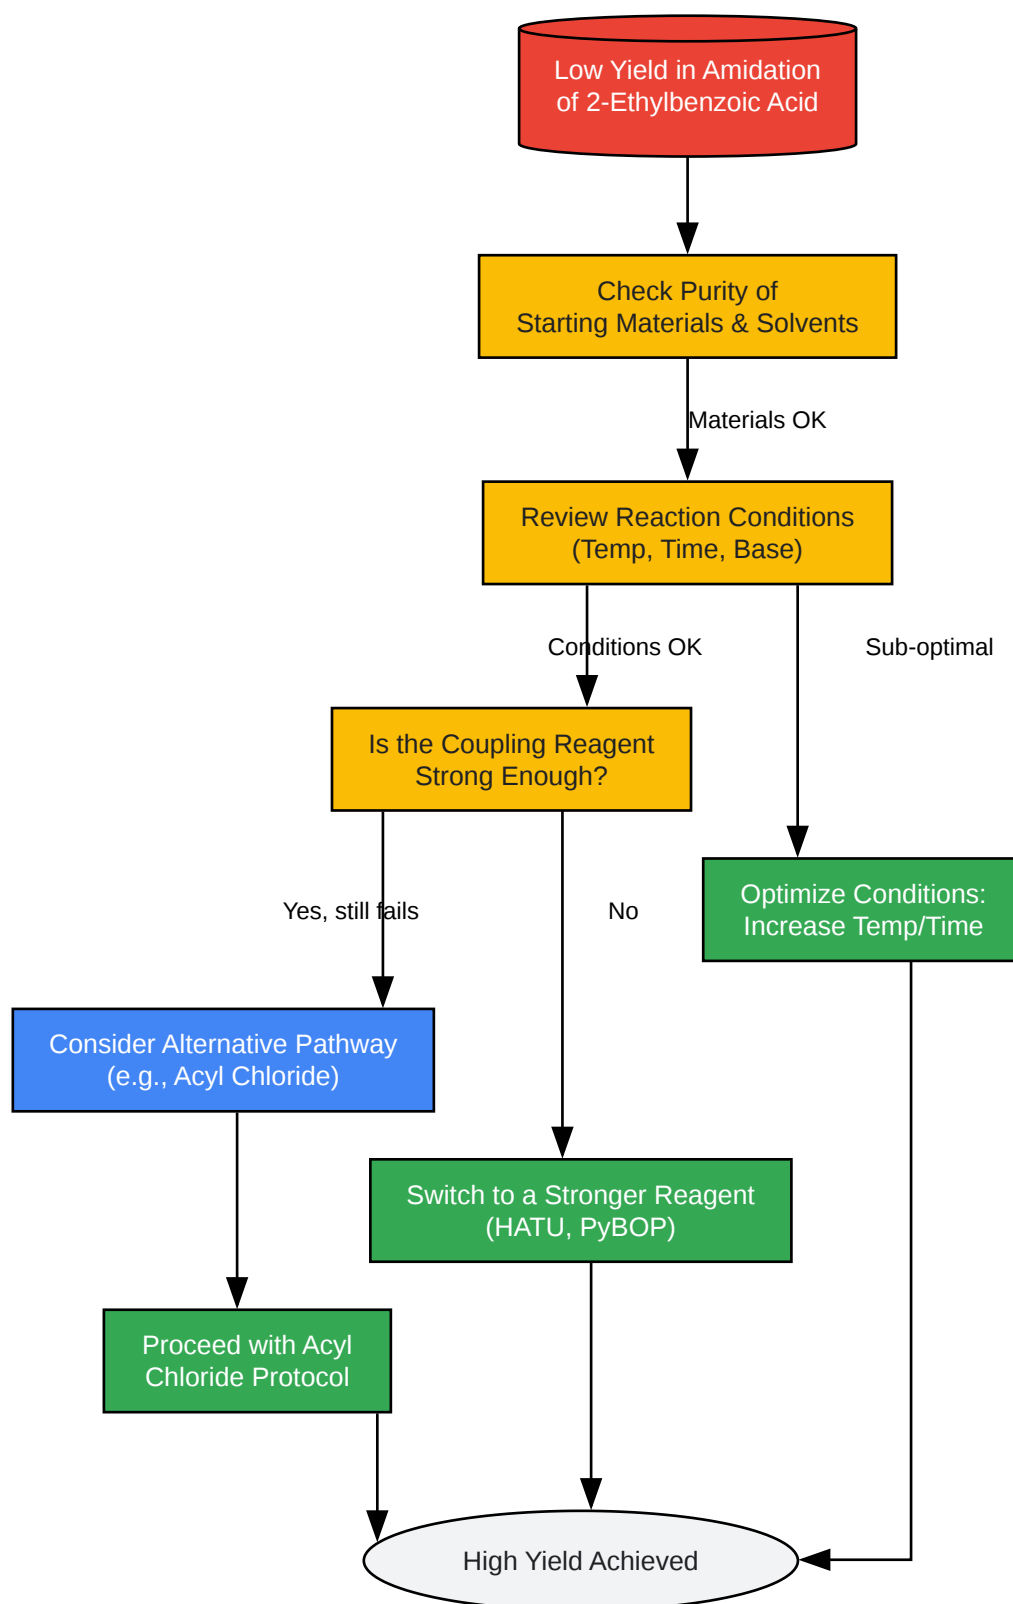 Low Yield in Amidation
of 2-Ethylbenzoic Acid
Check Purity of
Starting Materials & Solvents
Materials OK
Review Reaction Conditions
(Temp, Time, Base)
Conditions OK
Sub-optimal
Is the Coupling Reagent
Strong Enough?
Yes, still fails
No
Optimize Conditions:
Increase Temp/Time
Consider Alternative Pathway
(e.g., Acyl Chloride)
Switch to a Stronger Reagent
(HATU, PyBOP)
Proceed with Acyl
Chloride Protocol
High Yield Achieved